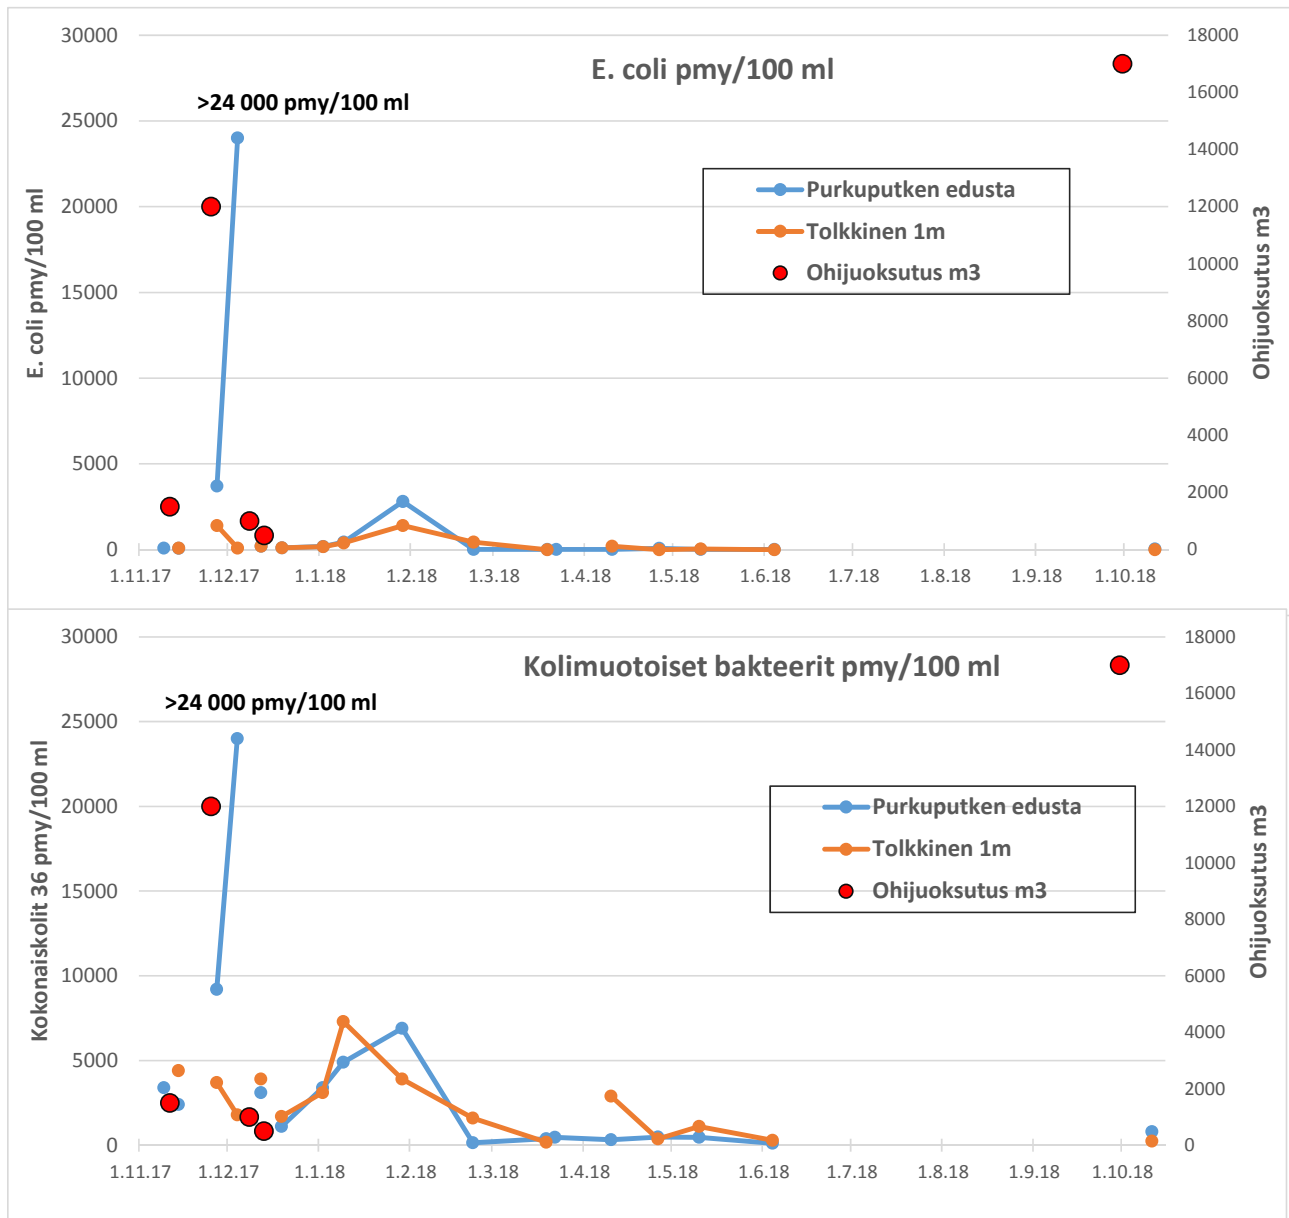 E. coli pmy/100 ml
>24 000 pmy/100 ml
30000
25000
20000
15000
10000
5000
0
E. coli pmy/100 ml
18000
16000
14000
12000
10000
8000
6000
4000
2000
0
Ohijuoksutus m3
Purkuputken edusta
Tolkkinen 1m
Ohijuoksutus m3
1.11.17 1.12.17 1.1.18 1.2.18 1.3.18 1.4.18 1.5.18 1.6.18 1.7.18 1.8.18 1.9.18 1.10.18
Kolimuotoiset bakteerit pmy/100 ml
>24 000 pmy/100 ml
30000
25000
20000
15000
10000
5000
0
Kokonaiskolit 36 pmy/100 ml
18000
16000
14000
12000
10000
8000
6000
4000
2000
0
Ohijuoksutus m3
Purkuputken edusta
Tolkkinen 1m
Ohijuoksutus m3
1.11.17 1.12.17 1.1.18 1.2.18 1.3.18 1.4.18 1.5.18 1.6.18 1.7.18 1.8.18 1.9.18 1.10.18